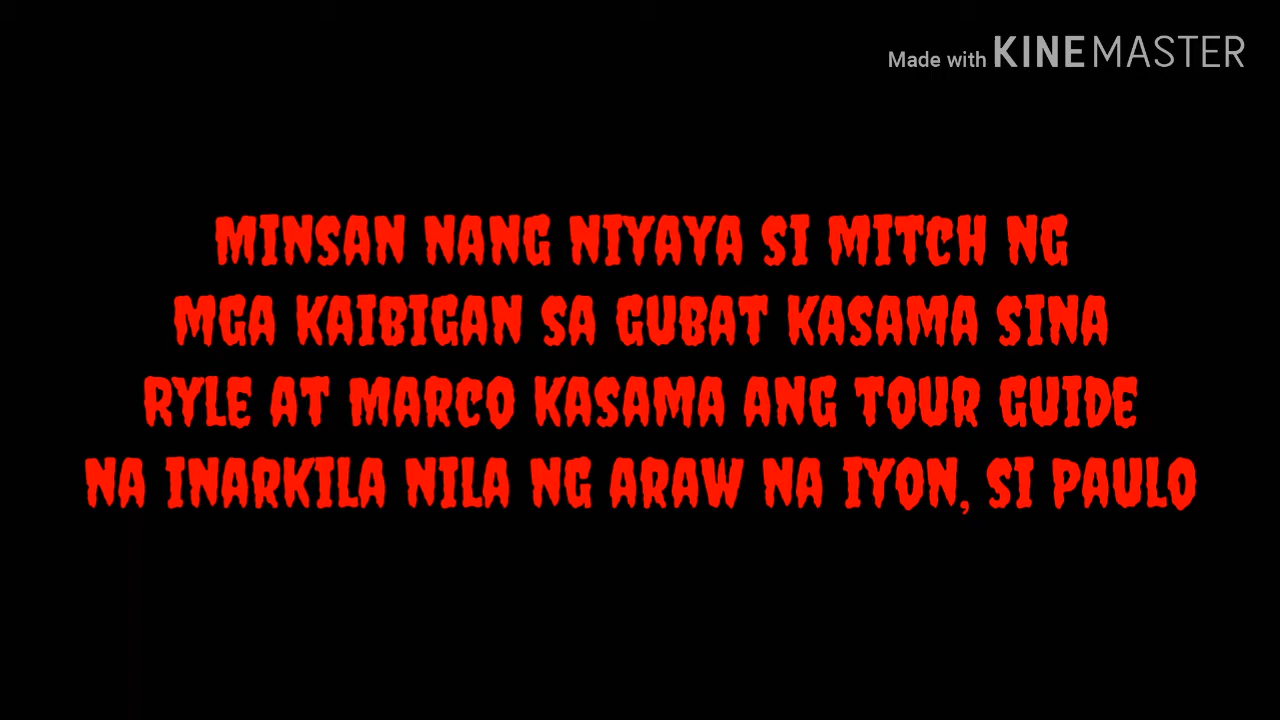 Made with KINEMASTER
MINSAN NANG NIYAYA SI MITCH NG
MGA KAIBIGAN SA GUBAT KASAMA SINA
RYLE AT MARCO KASAMA ANG TOUR GUIDE
NA INARKILA NILA NG ARAW NA IYON, SI PAULO